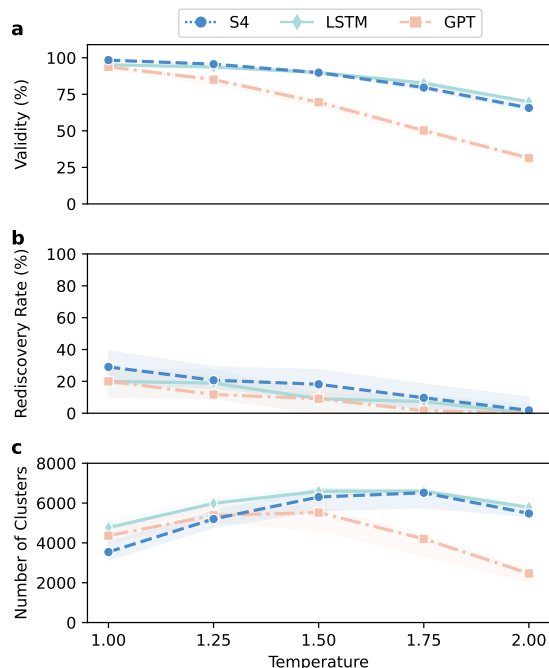 S4 LSTM GPT
a
100
75
50
25
0
Validity (%)
b
100
80
60
40
20
0
Rediscovery Rate (%)
c
8000
6000
4000
2000
0
Number of Clusters
1.00 1.25 1.50 1.75 2.00
Temperature